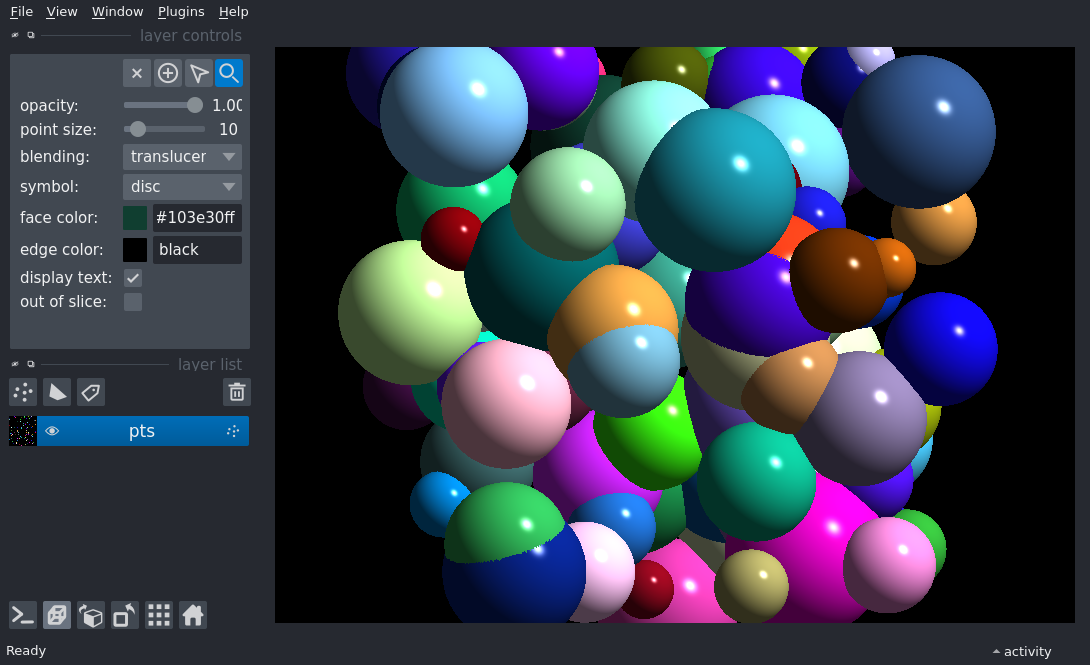 File View Window Plugins Help
layer controls
opacity: 1.00
point size: 10
blending: translucer
symbol: disc
face color: #103e30ff
edge color: black
display text:
out of slice:
layer list
pts
Ready
activity